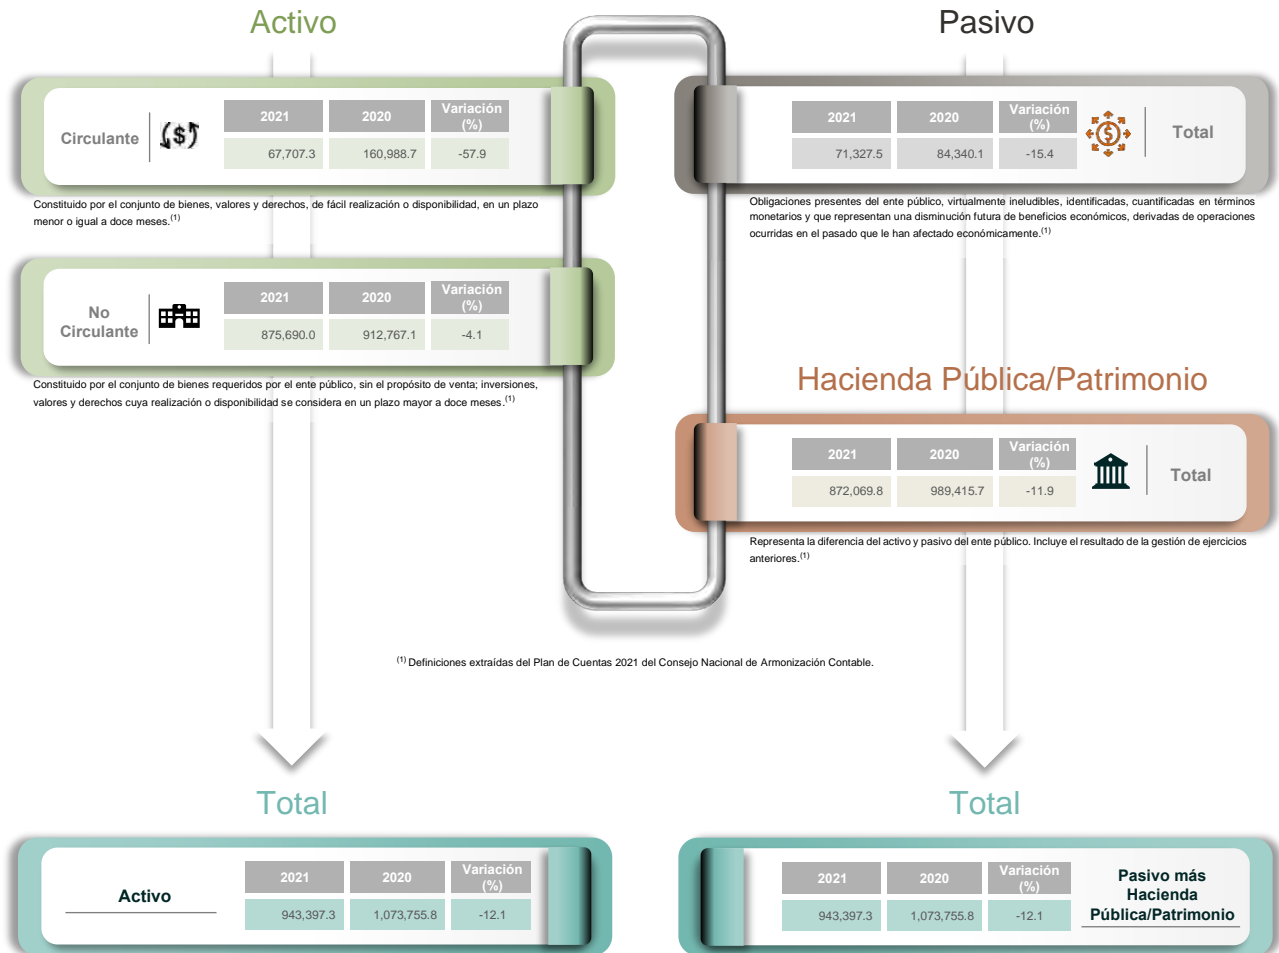 Activo
2021 2020 Variación
(%)
Circulante
67,707.3 160,988.7 -57.9
Constituido por el conjunto de bienes, valores y derechos, de fácil realización o disponibilidad, en un plazo
menor o igual a doce meses.(1)
2021 2020 Variación
(%)
No
Circulante
875,690.0 912,767.1 -4.1
Constituido por el conjunto de bienes requeridos por el ente público, sin el propósito de venta; inversiones,
valores y derechos cuya realización o disponibilidad se considera en un plazo mayor a doce meses.(1)
Pasivo
2021 2020 Variación
(%)
Total
71,327.5 84,340.1 -15.4
Obligaciones presentes del ente público, virtualmente ineludibles, identificadas, cuantificadas en términos
monetarios y que representan una disminución futura de beneficios económicos, derivadas de operaciones
ocurridas en el pasado que le han afectado económicamente.(1)
Hacienda Pública/Patrimonio
2021 2020 Variación
(%)
Total
872,069.8 989,415.7 -11.9
Representa la diferencia del activo y pasivo del ente público. Incluye el resultado de la gestión de ejercicios
anteriores.(1)
(1) Definiciones extraídas del Plan de Cuentas 2021 del Consejo Nacional de Armonización Contable.
Total
Activo
2021 2020 Variación
(%)
943,397.3 1,073,755.8 -12.1
Total
2021 2020 Variación
(%)
943,397.3 1,073,755.8 -12.1
Pasivo más
Hacienda
Pública/Patrimonio